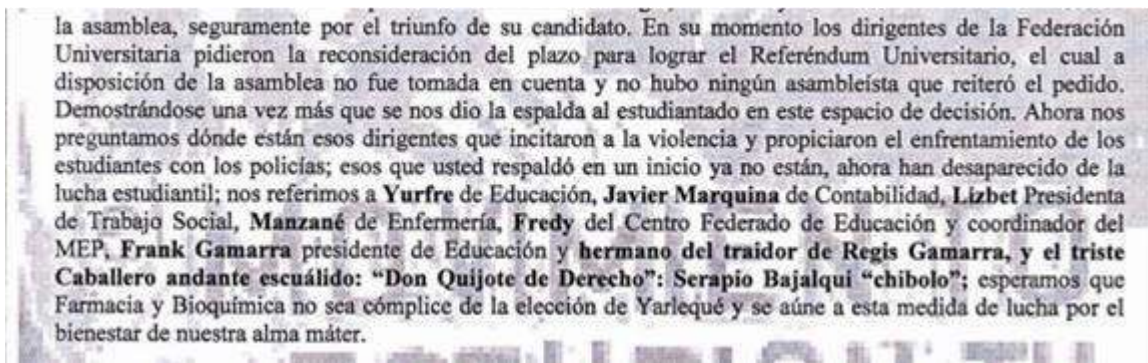 la asamblea, seguramente por el triunfo de su candidato. En su momento los dirigentes de la Federación
Universitaria pidieron la reconsideración del plazo para lograr el Referéndum Universitario, el cual a
disposición de la asamblea no fue tomada en cuenta y no hubo ningún asambleísta que reiteró el pedido.
Demostrándose una vez más que se nos dio la espalda al estudiantado en este espacio de decisión. Ahora nos
preguntamos dónde están esos dirigentes que incitaron a la violencia y propiciaron el enfrentamiento de los
estudiantes con los policías; esos que usted respaldó en un inicio ya no están, ahora han desaparecido de la
lucha estudiantil; nos referimos a Yurfre de Educación, Javier Marquina de Contabilidad, Lizbet Presidenta
de Trabajo Social, Manzané de Enfermería, Fredy del Centro Federado de Educación y coordinador del
MEP, Frank Gamarra presidente de Educación y hermano del traidor de Regis Gamarra, y el triste
Caballero andante escuálido: “Don Quijote de Derecho”: Serapio Bajalqui “chibolo”; esperamos que
Farmacia y Bioquímica no sea cómplice de la elección de Yarlequé y se aúne a esta medida de lucha por el
bienestar de nuestra alma máter.